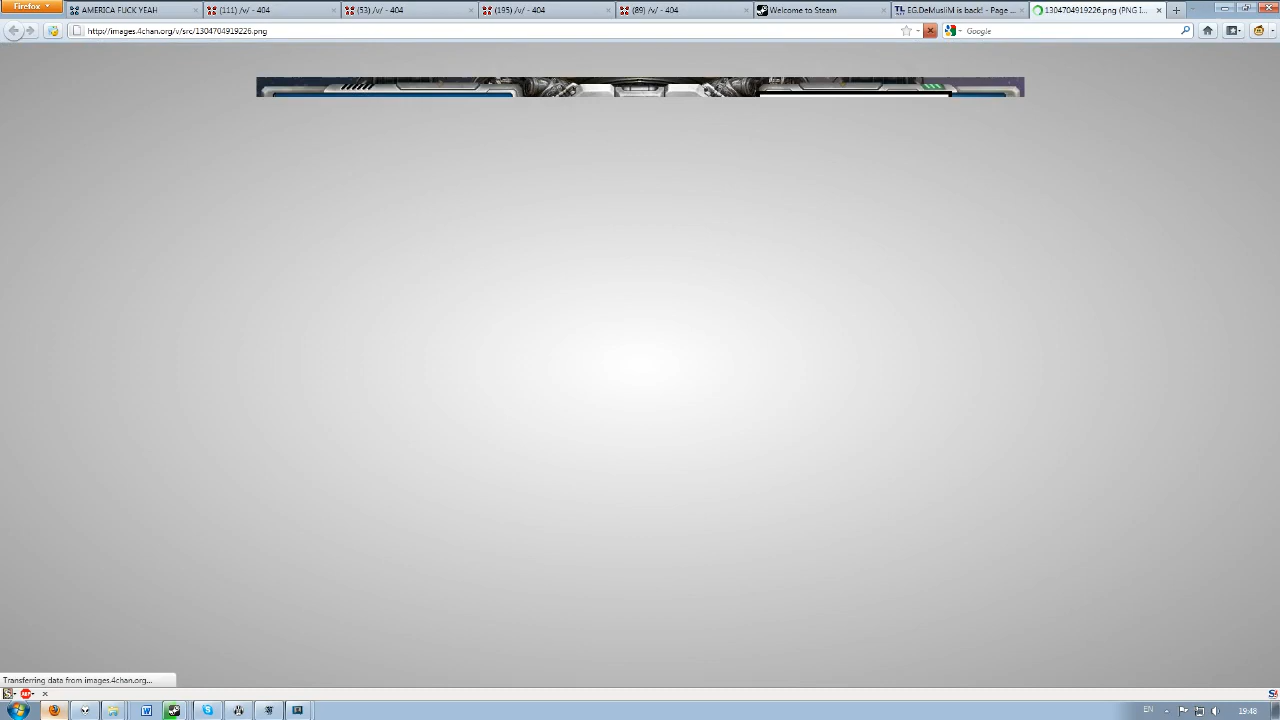 Firefox
AMERICA FUCK YEAH
(111) /v/ - 404
(53) /v/ - 404
(195) /v/ - 404
(89) /v/ - 404
Welcome to Steam
EG.DeMusliM is back! - Page ...
1304704919226.png (PNG I...
http://images.4chan.org/v/src/1304704919226.png
Google
Transferring data from images.4chan.org...
ABP
EN
19:48